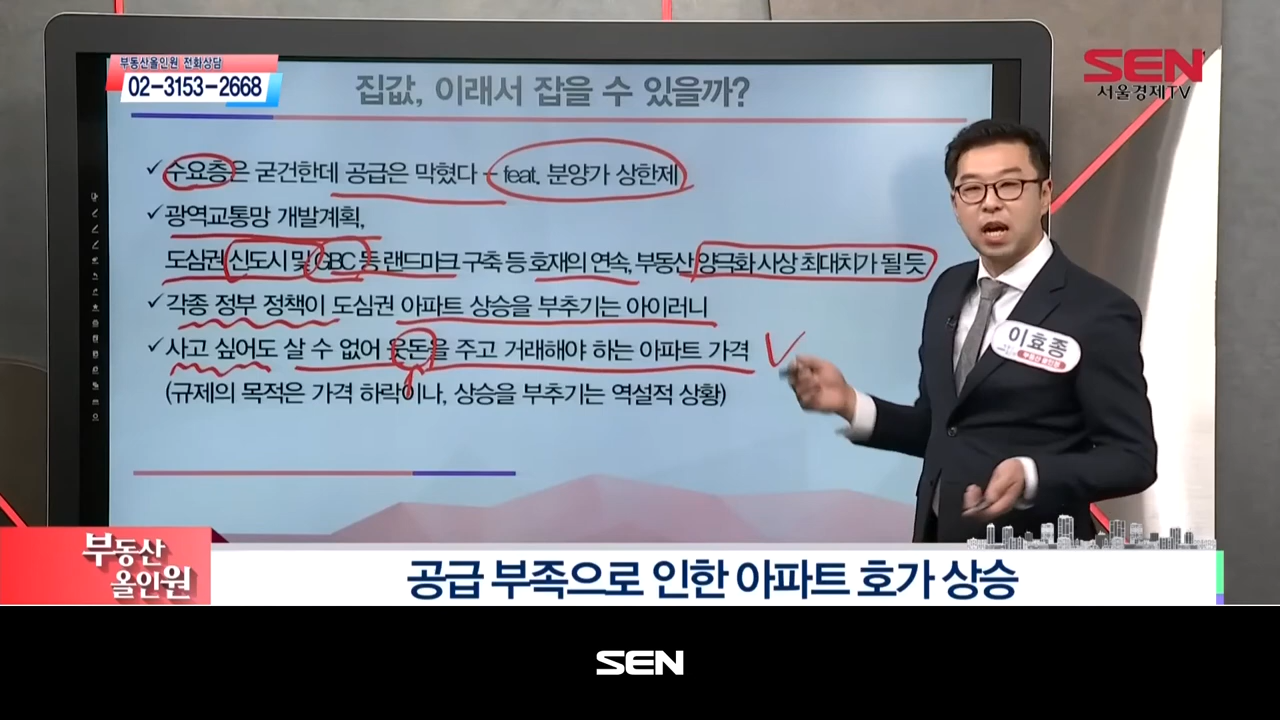 부동산올인원 전화상담
02-3153-2668
SEN
서울경제TV
집값, 이래서 잡을 수 있을까?
✓수요층은 굳건한데 공급은 막혔다 - feat. 분양가 상한제
✓광역교통망 개발계획,
도심권 신도시 및 GBC 등 랜드마크 구축 등 호재의 연속, 부동산 양극화 사상 최대치가 될 듯
✓각종 정부 정책이 도심권 아파트 상승을 부추기는 아이러니
✓사고 싶어도 살 수 없어 웃돈을 주고 거래해야 하는 아파트 가격
(규제의 목적은 가격 하락이나, 상승을 부추기는 역설적 상황)
이효종
부동산
올인원
공급 부족으로 인한 아파트 호가 상승
SEN